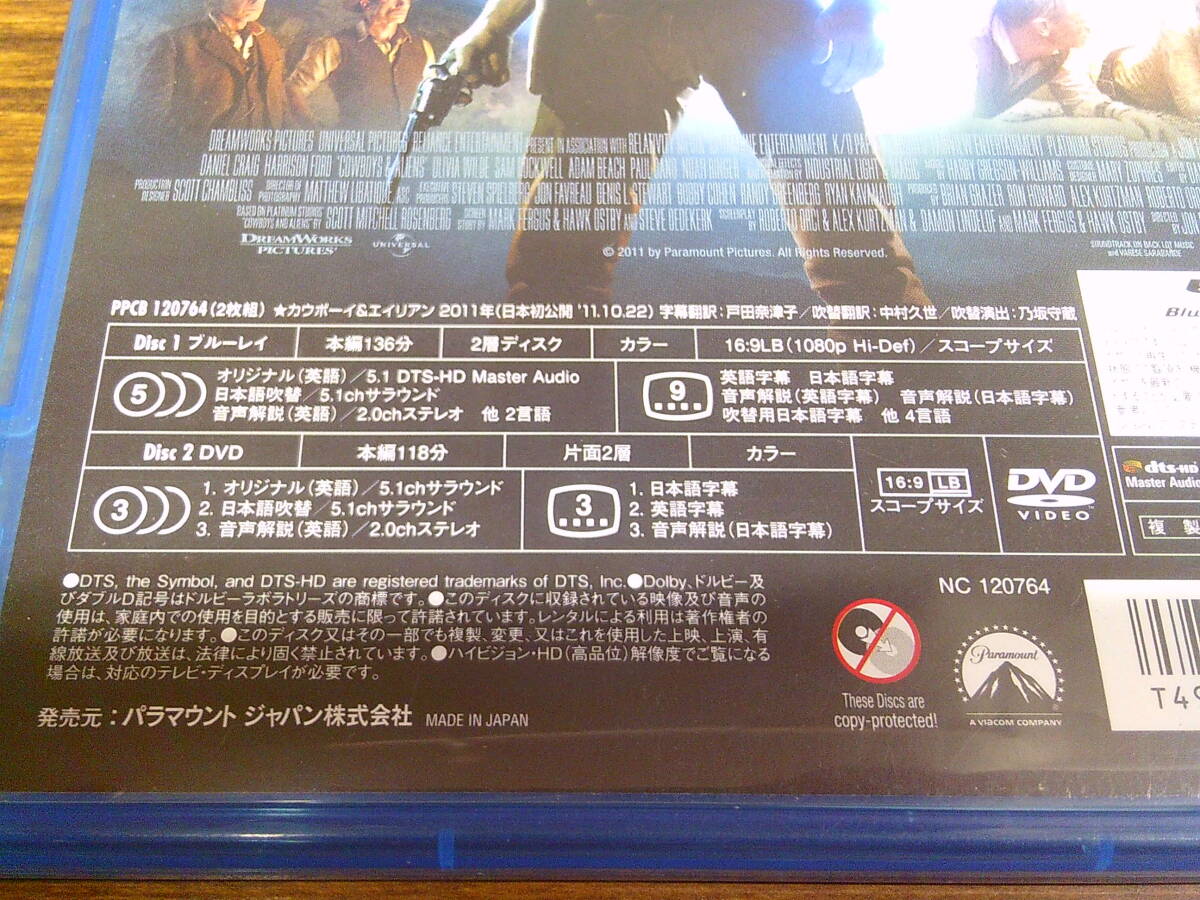 DREAMWORKS PICTURES UNIVERSAL PICTURES RELIANCE ENTERTAINMENT PRESENT IN ASSOCIATION WITH ENTERTAINMENT K/O
DANIEL CRAIG HARRISON FORD "COWBOYS & ALIENS" OLIVIA WILDE SAM ROCKWELL ADAM BEACH INDUSTRIAL LIGHT HARRY GREGSON-WILLIAMS MARY ZOPHRES
PRODUCTION DESIGNER SCOTT CHAMBLISS DIRECTOR OF PHOTOGRAPHY MATTHEW STEVEN JON FAVREAU DENIS L. STEWART BOBBY COHEN RYAN KAVANAUGH BRIAN GRAZER RON HOWARD ALEX KURTZMAN ROBERTO
BASED ON PLATINUM STUDIOS' "COWBOYS AND ALIENS" BY SCOTT MITCHELL ROSENBERG SCREEN STORY BY MARK FERGUS & HAWK OSTBY AND STEVE OEDEKERK SCREENPLAY BY ROBERTO ORCI & ALEX KURTZMAN & DAMON LINDELOF AND MARK FERGUS & HAWK OSTBY DIRECTED BY
DREAMWORKS PICTURES
UNIVERSAL
© 2011 by Paramount Pictures. All Rights Reserved.
SOUNDTRACK ON BACK LOT MUSIC
and VARESE SARABANDE
PPCB 120764(2枚組) ★カウボーイ&エイリアン 2011年(日本初公開 '11.10.22) 字幕翻訳:戸田奈津子/吹替翻訳:中村久世/吹替演出:乃坂守蔵
Disc 1 ブルーレイ 本編136分 2層ディスク カラー 16:9LB(1080p Hi-Def)/スコープサイズ
5
オリジナル(英語)/5.1 DTS-HD Master Audio
日本語吹替/5.1chサラウンド
音声解説(英語)/2.0chステレオ 他 2言語
9
英語字幕 日本語字幕
音声解説(英語字幕) 音声解説(日本語字幕)
吹替用日本語字幕 他 4言語
Disc 2 DVD 本編118分 片面2層 カラー
3
1. オリジナル(英語)/5.1chサラウンド
2. 日本語吹替/5.1chサラウンド
3. 音声解説(英語)/2.0chステレオ
3
1. 日本語字幕
2. 英語字幕
3. 音声解説(日本語字幕)
16:9 LB
スコープサイズ
DVD
VIDEO
dts-HD
Master Audio
複製
●DTS, the Symbol, and DTS-HD are registered trademarks of DTS, Inc.●Dolby、ドルビー及
びダブルD記号はドルビーラボラトリーズの商標です。●このディスクに収録されている映像及び音声の
使用は、家庭内での使用を目的とする販売に限って許諾されています。レンタルによる利用は著作権者の
許諾が必要になります。●このディスク又はその一部でも複製、変更、又はこれを使用した上映、上演、有
線放送及び放送は、法律により固く禁止されています。●ハイビジョン・HD(高品位)解像度でご覧になる
場合は、対応のテレビ・ディスプレイが必要です。
NC 120764
These Discs are
copy-protected!
Paramount
A VIACOM COMPANY
発売元:パラマウント ジャパン株式会社 MADE IN JAPAN